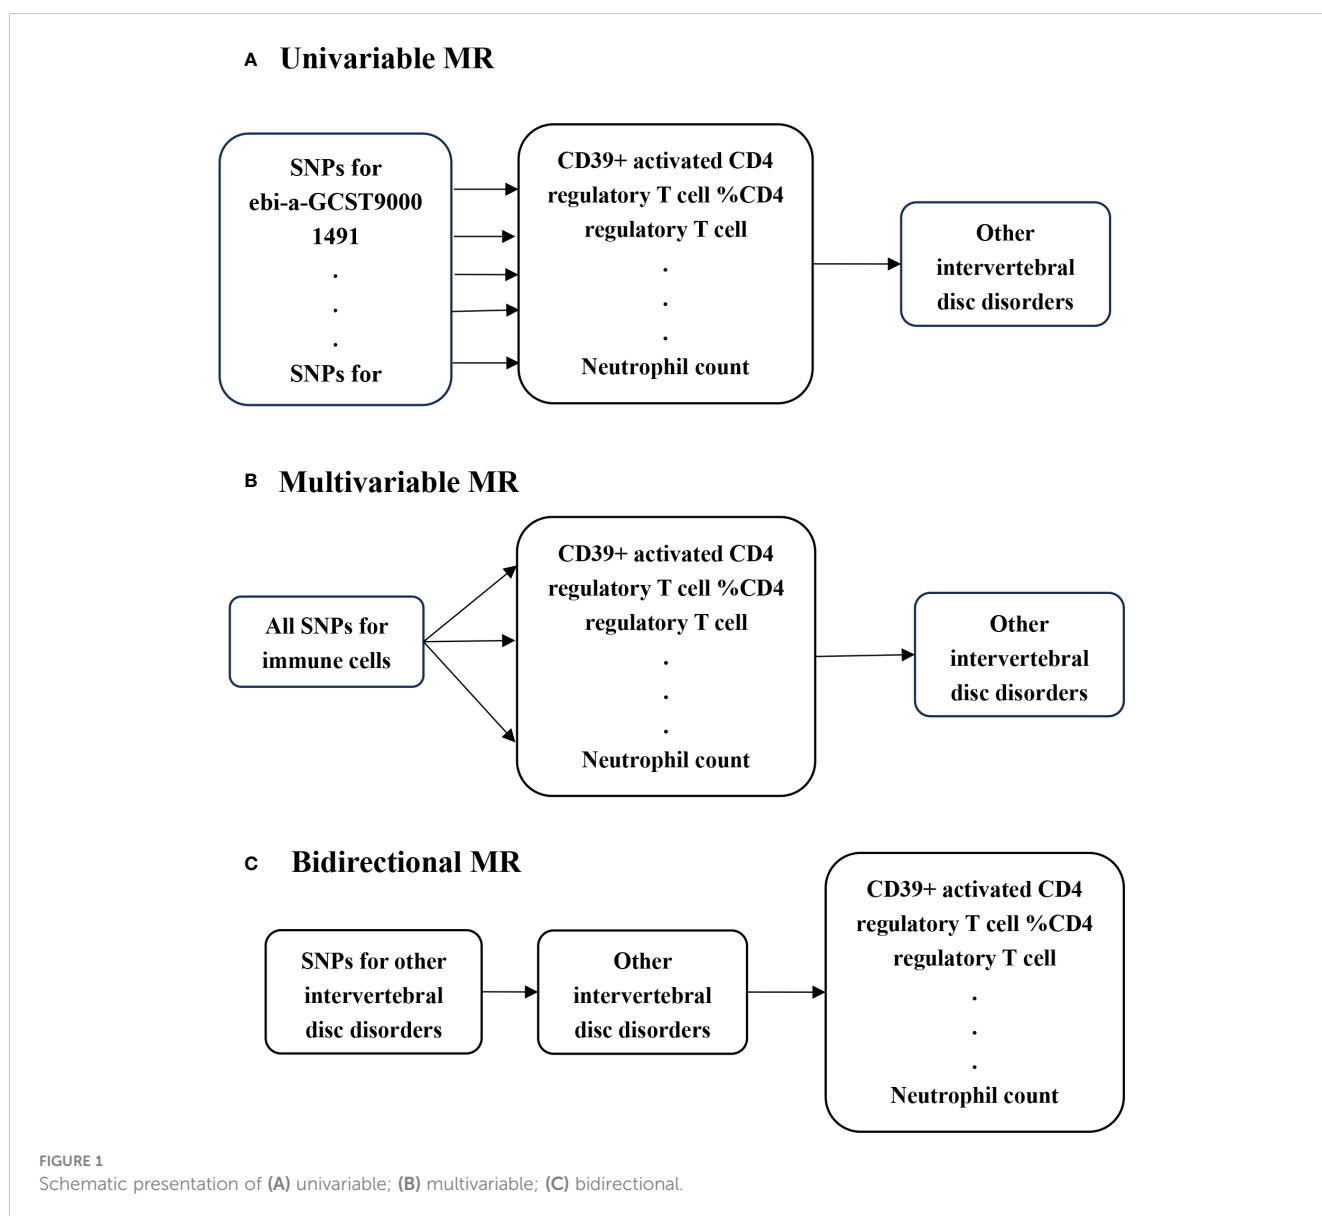 A Univariable MR
SNPs for
ebi-a-GCST9000
1491
.
.
.
SNPs for
CD39+ activated CD4
regulatory T cell %CD4
regulatory T cell
.
.
.
Neutrophil count
Other
intervertebral
disc disorders
B Multivariable MR
All SNPs for
immune cells
CD39+ activated CD4
regulatory T cell %CD4
regulatory T cell
.
.
.
Neutrophil count
Other
intervertebral
disc disorders
C Bidirectional MR
SNPs for other
intervertebral
disc disorders
Other
intervertebral
disc disorders
CD39+ activated CD4
regulatory T cell %CD4
regulatory T cell
.
.
.
Neutrophil count
FIGURE 1
Schematic presentation of (A) univariable; (B) multivariable; (C) bidirectional.